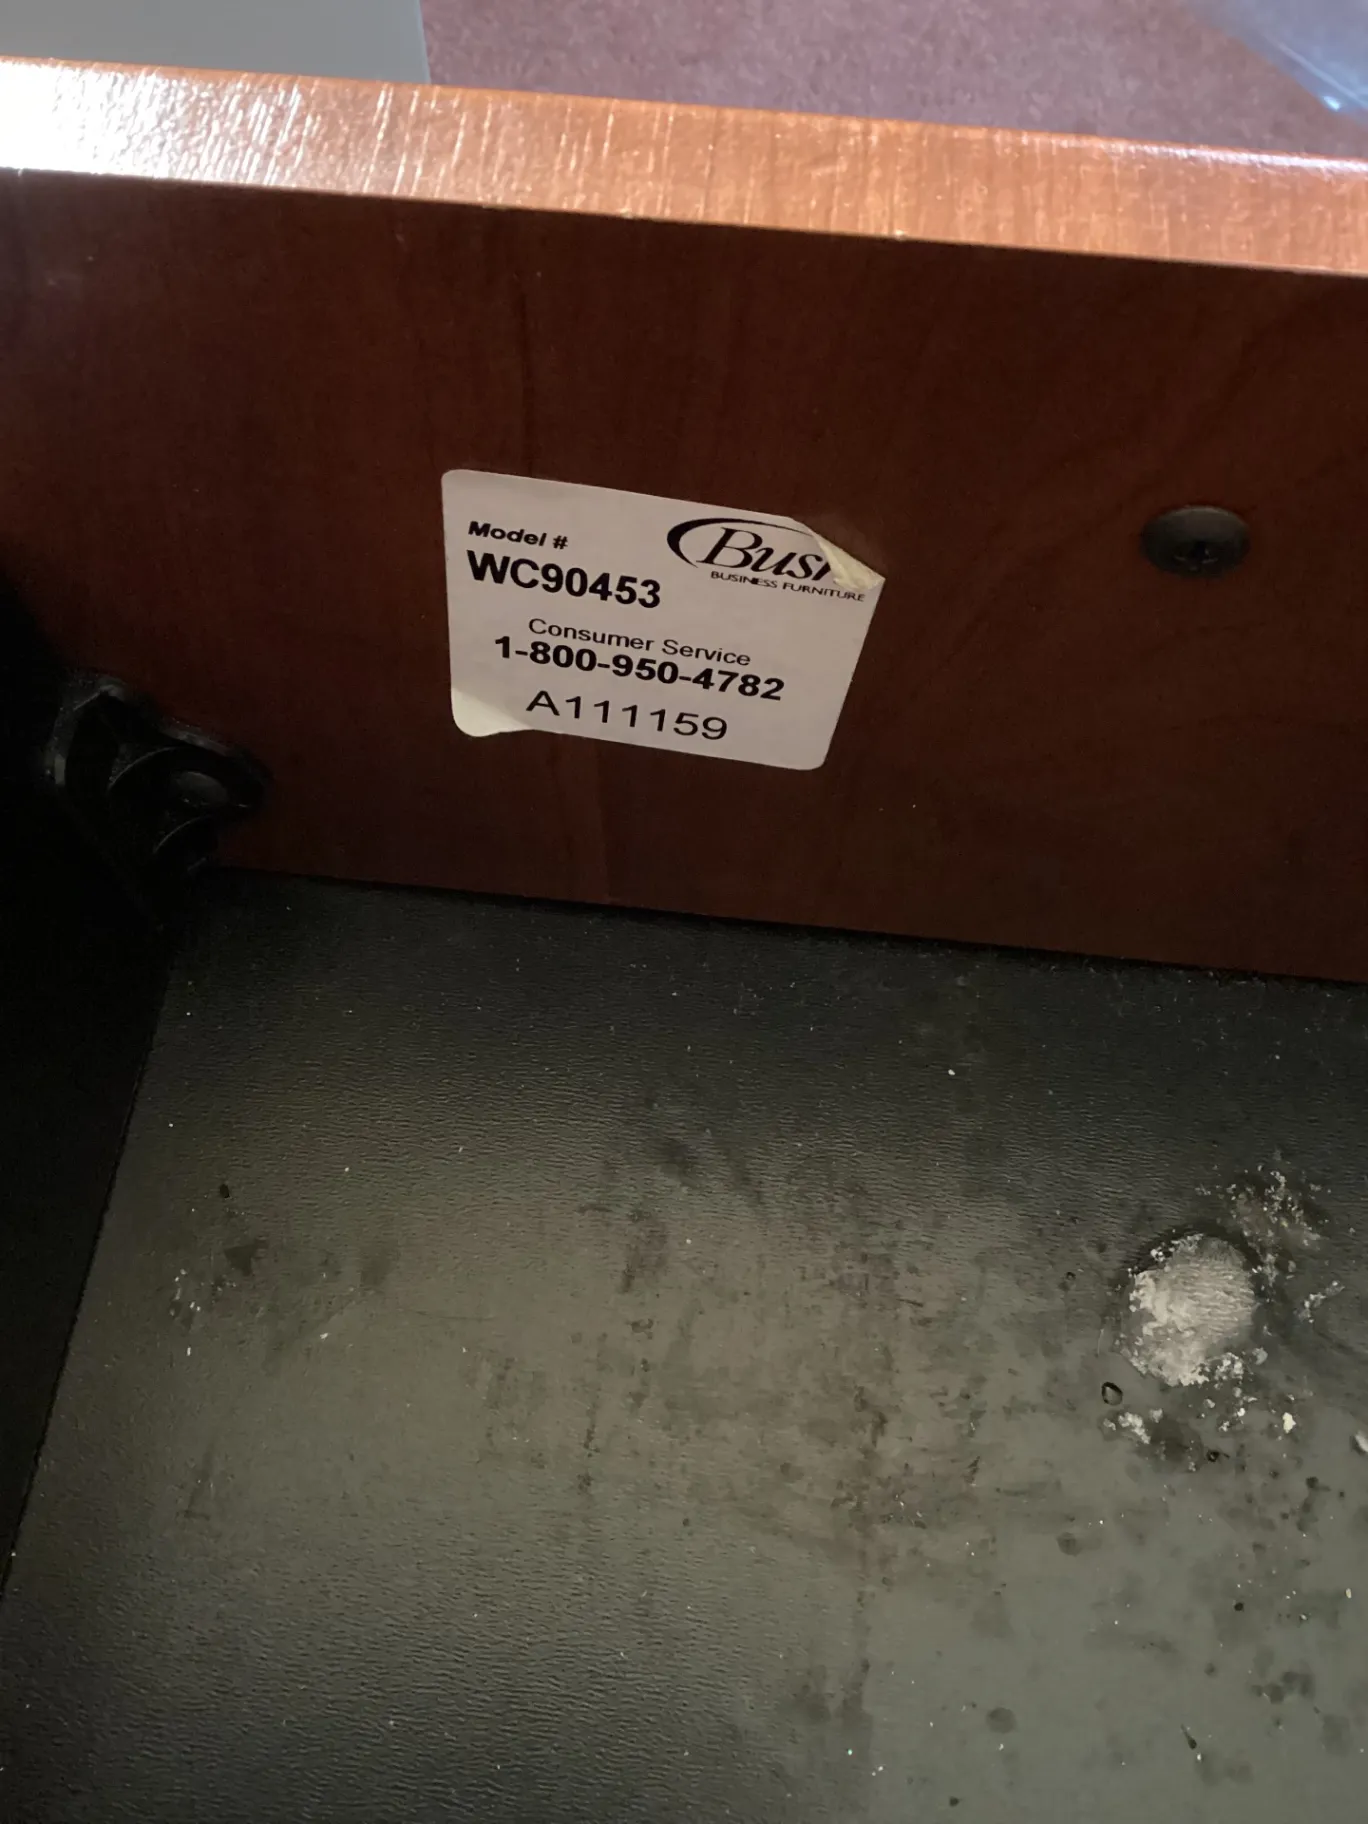 Model #
WC90453
BUSINESS FURNITURE
Consumer Service
1-800-950-4782
A111159